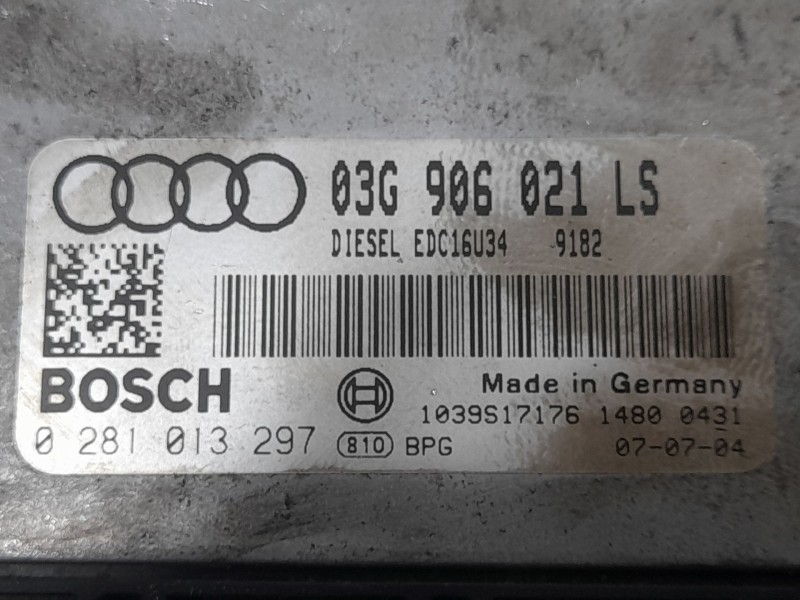 03G 906 021 LS
DIESEL EDC16U34 9182
BOSCH
Made in Germany
1039S17176 1480 0431
0 281 013 297
810 BPG
07-07-04